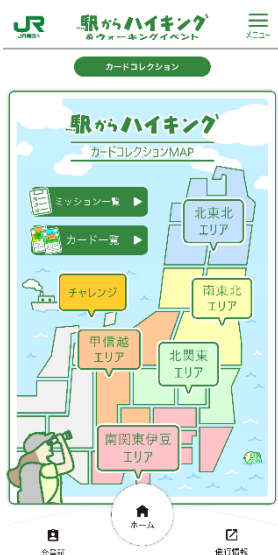 JR
JR東日本
駅からハイキング
&ウォーキングイベント
メニュー
カードコレクション
駅からハイキング
カードコレクションMAP
ミッション一覧
カード一覧
北東北
エリア
チャレンジ
南東北
エリア
甲信越
エリア
北関東
エリア
南関東伊豆
エリア
ホーム
会員証
催行情報